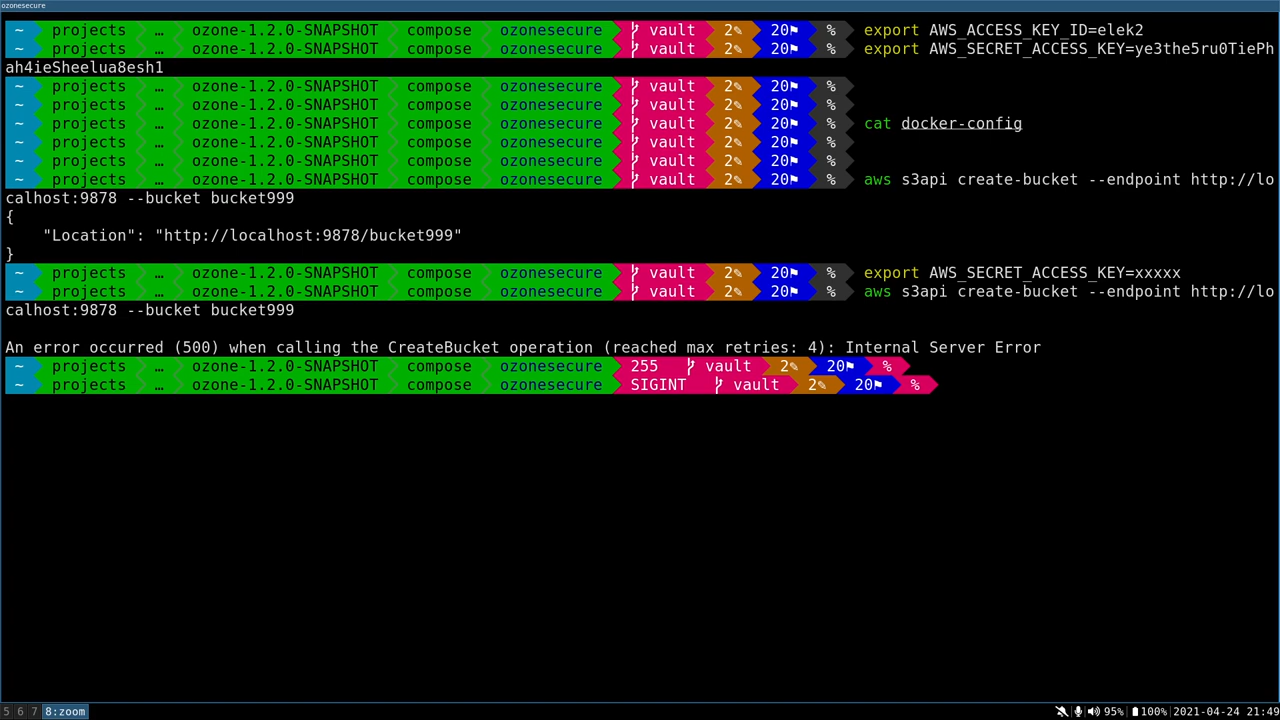 ozonesecure
~ projects … ozone-1.2.0-SNAPSHOT compose ozonesecure vault 2✎ 20⚑ % export AWS_ACCESS_KEY_ID=elek2
~ projects … ozone-1.2.0-SNAPSHOT compose ozonesecure vault 2✎ 20⚑ % export AWS_SECRET_ACCESS_KEY=ye3the5ru0TiePh
ah4ieSheelua8esh1
~ projects … ozone-1.2.0-SNAPSHOT compose ozonesecure vault 2✎ 20⚑ %
~ projects … ozone-1.2.0-SNAPSHOT compose ozonesecure vault 2✎ 20⚑ %
~ projects … ozone-1.2.0-SNAPSHOT compose ozonesecure vault 2✎ 20⚑ % cat docker-config
~ projects … ozone-1.2.0-SNAPSHOT compose ozonesecure vault 2✎ 20⚑ %
~ projects … ozone-1.2.0-SNAPSHOT compose ozonesecure vault 2✎ 20⚑ %
~ projects … ozone-1.2.0-SNAPSHOT compose ozonesecure vault 2✎ 20⚑ % aws s3api create-bucket --endpoint http://lo
calhost:9878 --bucket bucket999
{
    "Location": "http://localhost:9878/bucket999"
}
~ projects … ozone-1.2.0-SNAPSHOT compose ozonesecure vault 2✎ 20⚑ % export AWS_SECRET_ACCESS_KEY=xxxxx
~ projects … ozone-1.2.0-SNAPSHOT compose ozonesecure vault 2✎ 20⚑ % aws s3api create-bucket --endpoint http://lo
calhost:9878 --bucket bucket999
An error occurred (500) when calling the CreateBucket operation (reached max retries: 4): Internal Server Error
~ projects … ozone-1.2.0-SNAPSHOT compose ozonesecure 255 vault 2✎ 20⚑ %
~ projects … ozone-1.2.0-SNAPSHOT compose ozonesecure SIGINT vault 2✎ 20⚑ %
5 6 7 8:zoom 95% 100% 2021-04-24 21:49